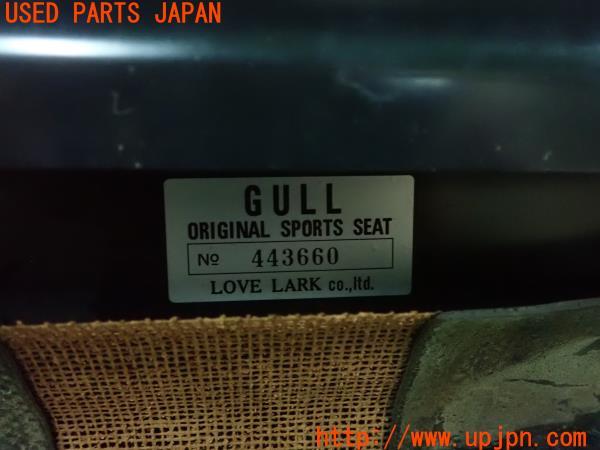 USED PARTS JAPAN
GULL
ORIGINAL SPORTS SEAT
№ 443660
LOVE LARK co.,ltd.
http://www.upjpn.com